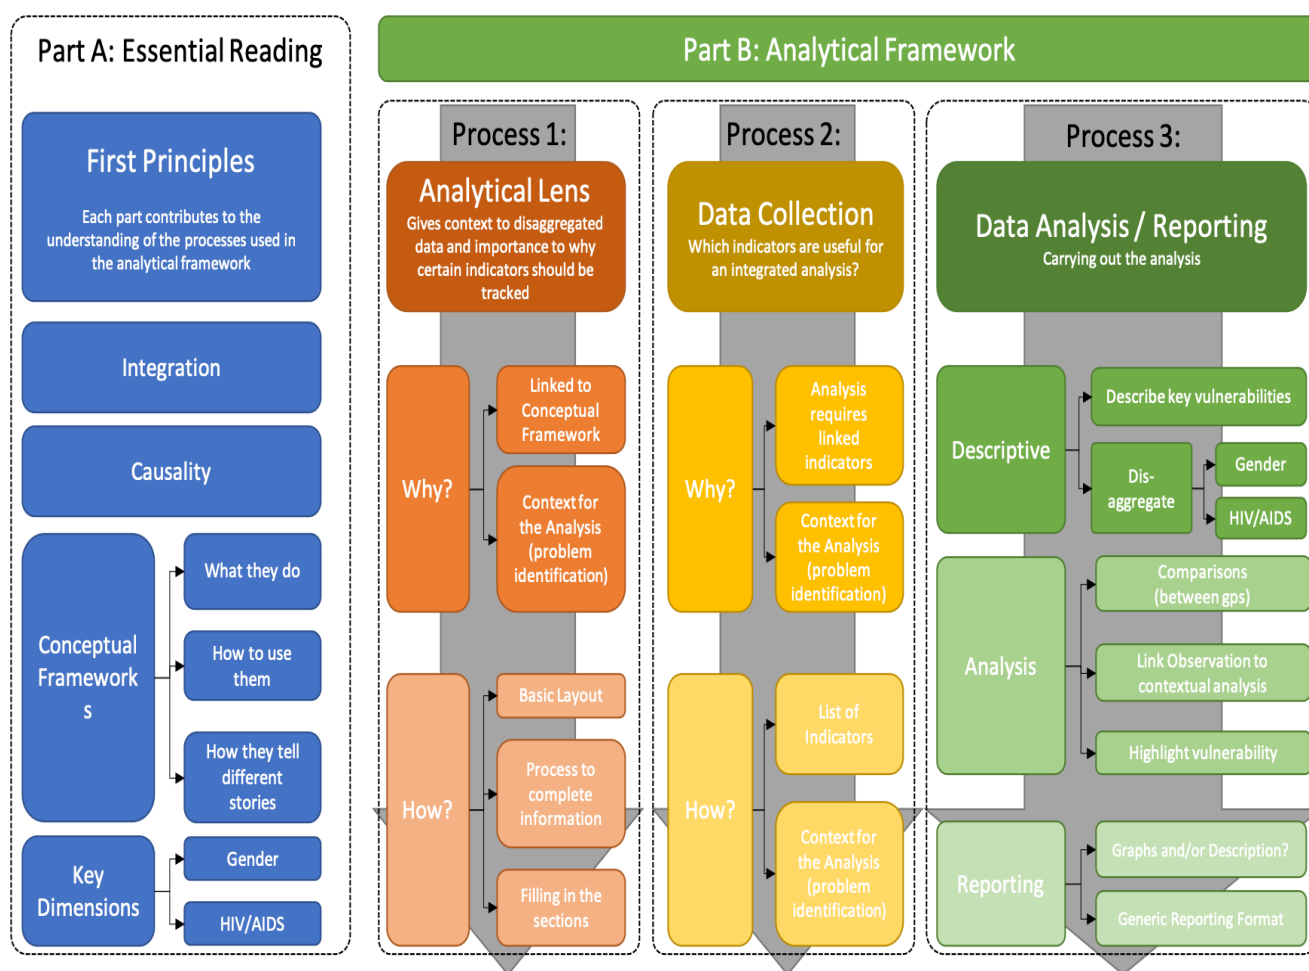 Part A: Essential Reading
First Principles
Each part contributes to the
understanding of the processes used in
the analytical framework
Integration
Causality
Conceptual
Framework
s
What they do
How to use
them
How they tell
different
stories
Key
Dimensions
Gender
HIV/AIDS
Part B: Analytical Framework
Process 1:
Analytical Lens
Gives context to disaggregated
data and importance to why
certain indicators should be
tracked
Why?
Linked to
Conceptual
Framework
Context for
the Analysis
(problem
identification)
How?
Basic Layout
Process to
complete
information
Filling in the
sections
Process 2:
Data Collection
Which indicators are useful for
an integrated analysis?
Why?
Analysis
requires
linked
indicators
Context for
the Analysis
(problem
identification)
How?
List of
Indicators
Context for
the Analysis
(problem
identification)
Process 3:
Data Analysis / Reporting
Carrying out the analysis
Descriptive
Describe key vulnerabilities
Dis-
aggregate
Gender
HIV/AIDS
Analysis
Comparisons
(between gps)
Link Observation to
contextual analysis
Highlight vulnerability
Reporting
Graphs and/or Description?
Generic Reporting Format